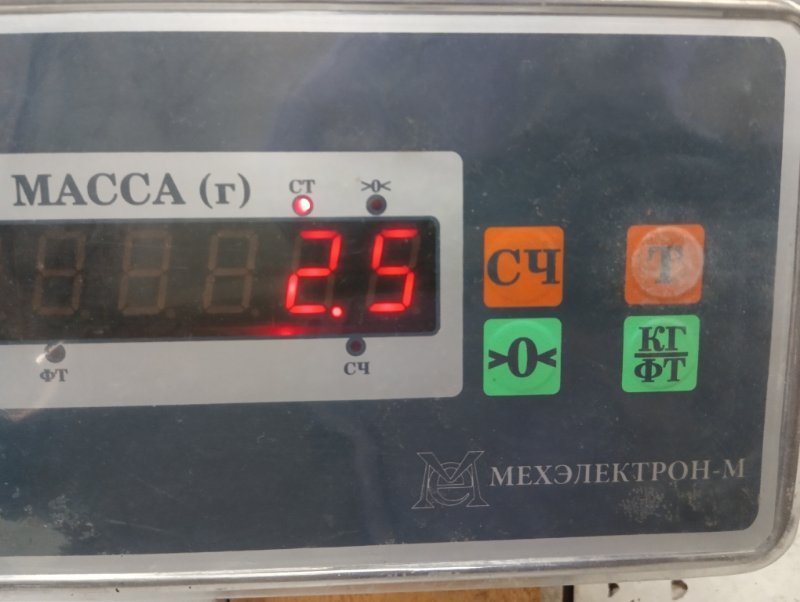 МАССА (г)
СТ
>0<
2.5
ФТ
СЧ
СЧ
Т
>0<
КГ
ФТ
МЕХЭЛЕКТРОН-М